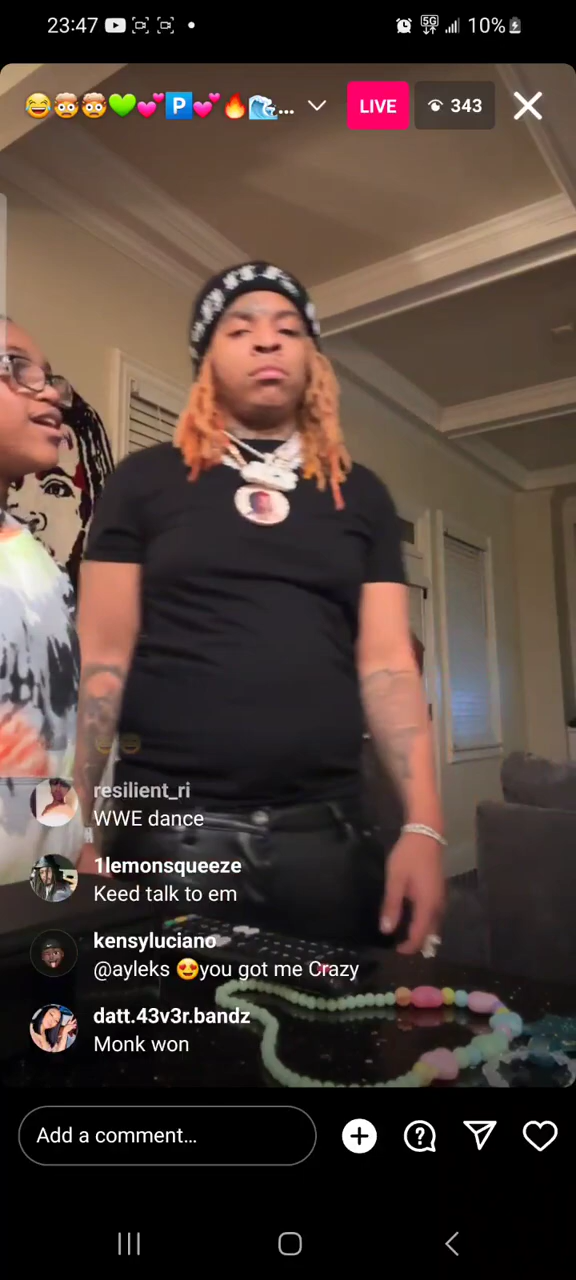 23:47
5G
10%
😂🤯🤯💚💕🅿💕🔥🌊...
LIVE
343
resilient_ri
WWE dance
1lemonsqueeze
Keed talk to em
kensyluciano
@ayleks 😍you got me Crazy
datt.43v3r.bandz
Monk won
Add a comment...